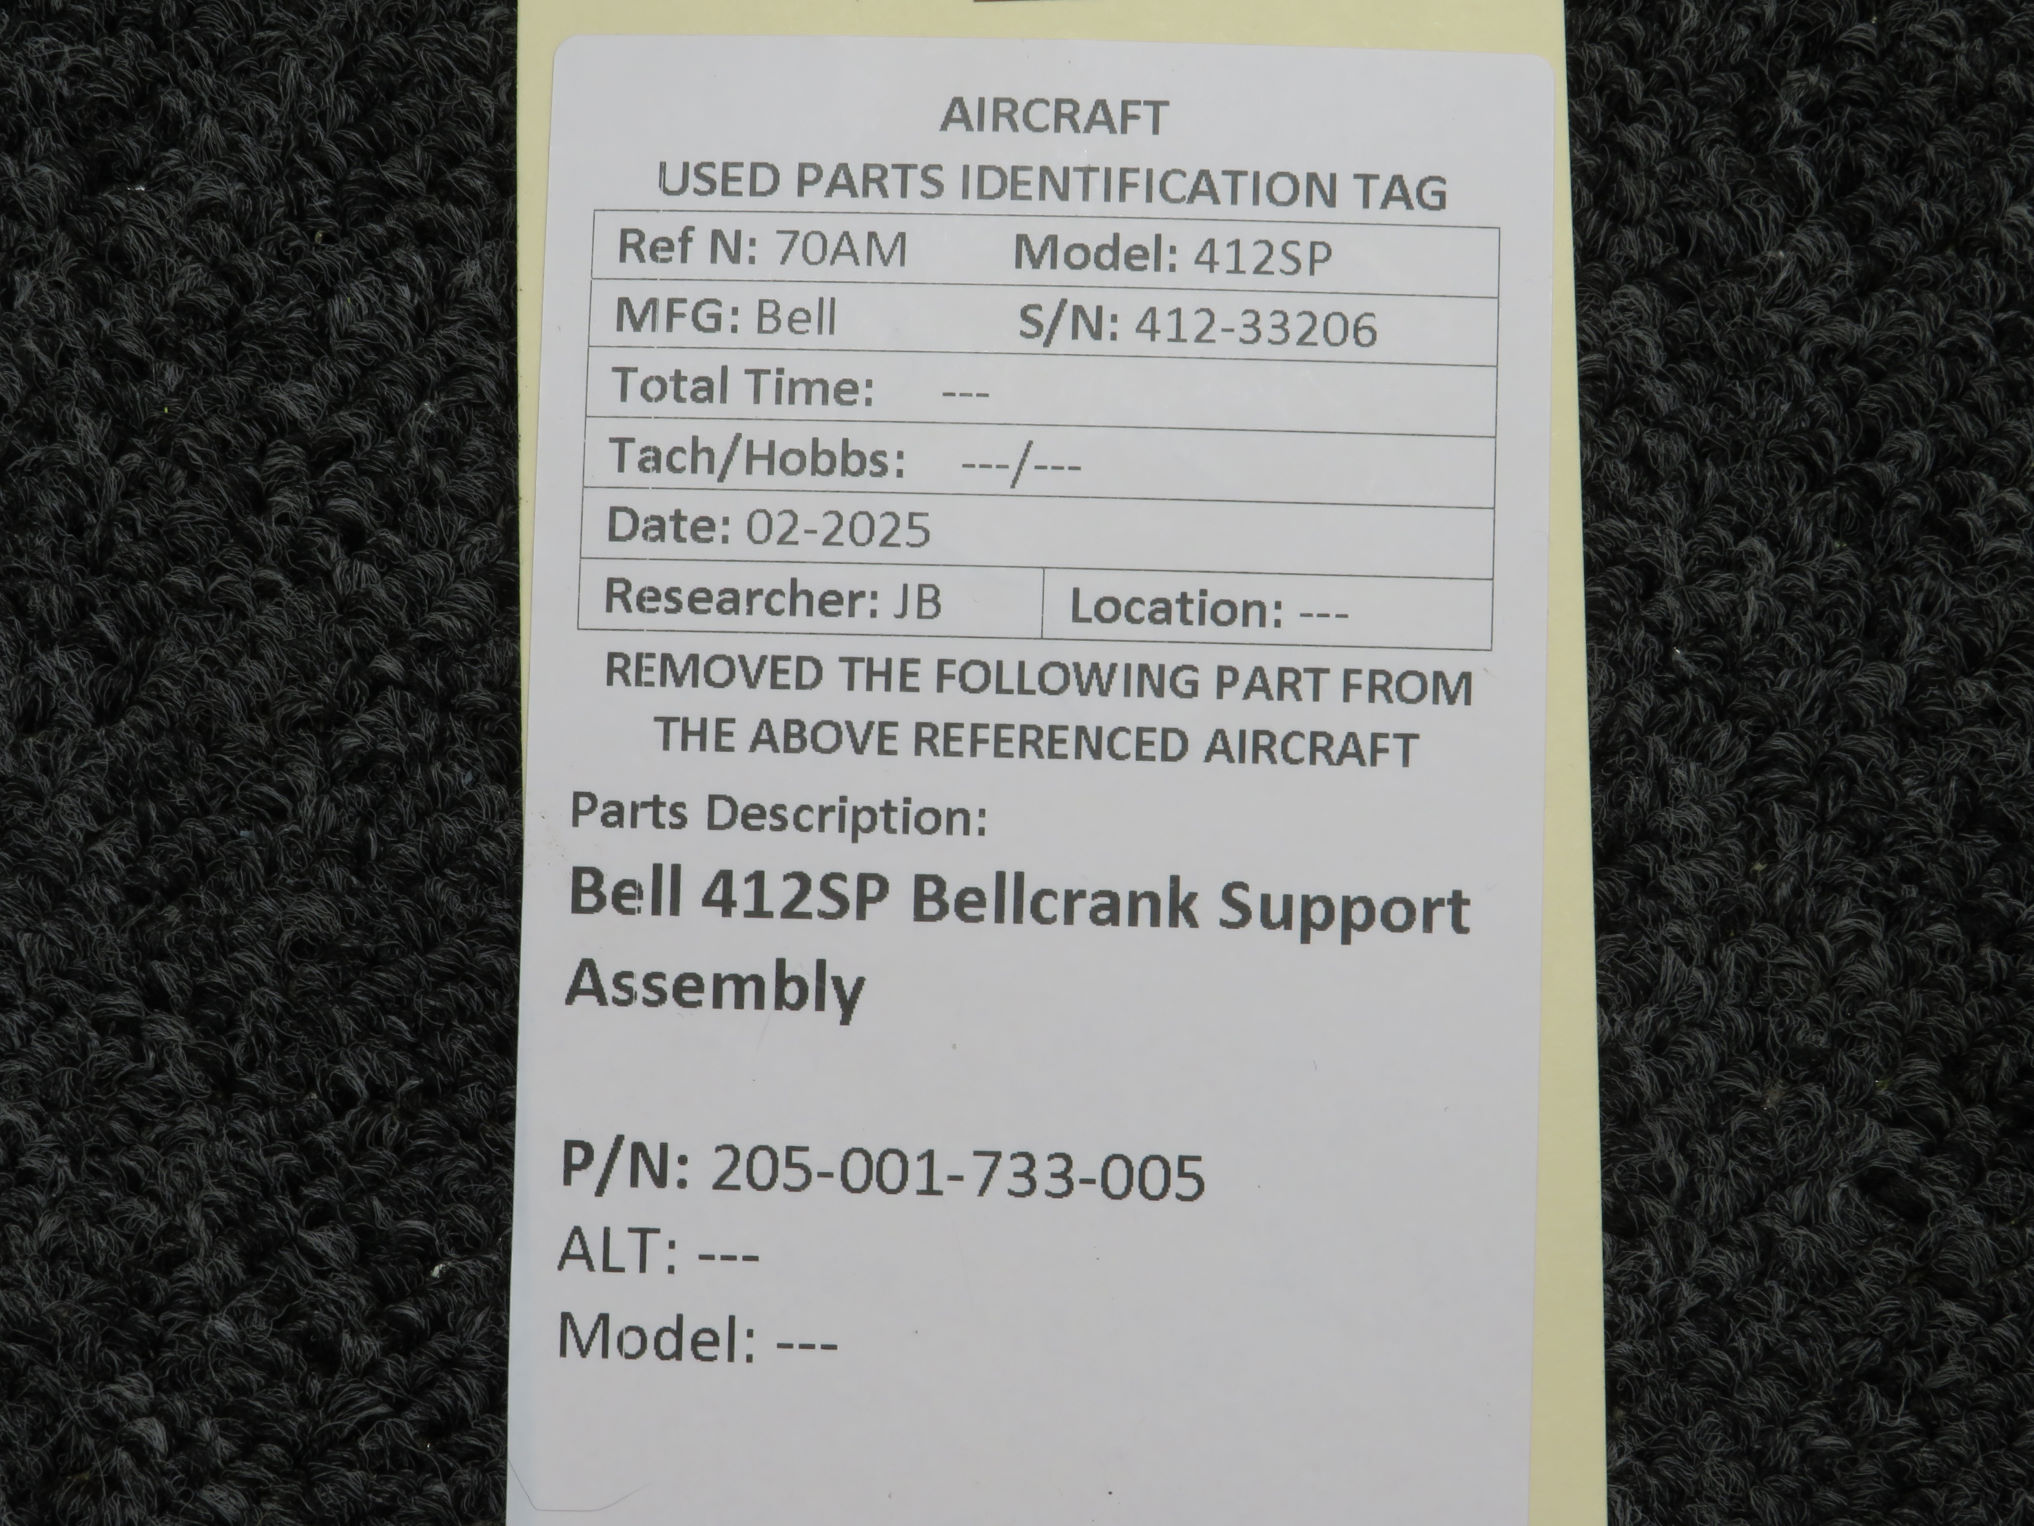 AIRCRAFT
USED PARTS IDENTIFICATION TAG
Ref N: 70AM Model: 412SP
MFG: Bell S/N: 412-33206
Total Time: ---
Tach/Hobbs: ---/---
Date: 02-2025
Researcher: JB Location: ---
REMOVED THE FOLLOWING PART FROM
THE ABOVE REFERENCED AIRCRAFT
Parts Description:
Bell 412SP Bellcrank Support
Assembly
P/N: 205-001-733-005
ALT: ---
Model: ---